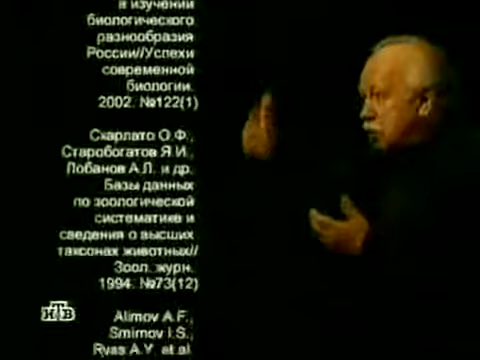 в изучении
биологического
разнообразия
России//Успехи
современной
биологии.
2002. №122(1)
Скарлато О.Ф.,
Старобогатов Я.И.,
Лобанов А.Л. и др.
Базы данных
по зоологической
систематике и
сведения о высших
таксонах животных//
Зоол. журн.
1994. №73(12)
НТВ
Alimov A.F.,
Smirnov I.S.,
Ryss A.Y. et al.